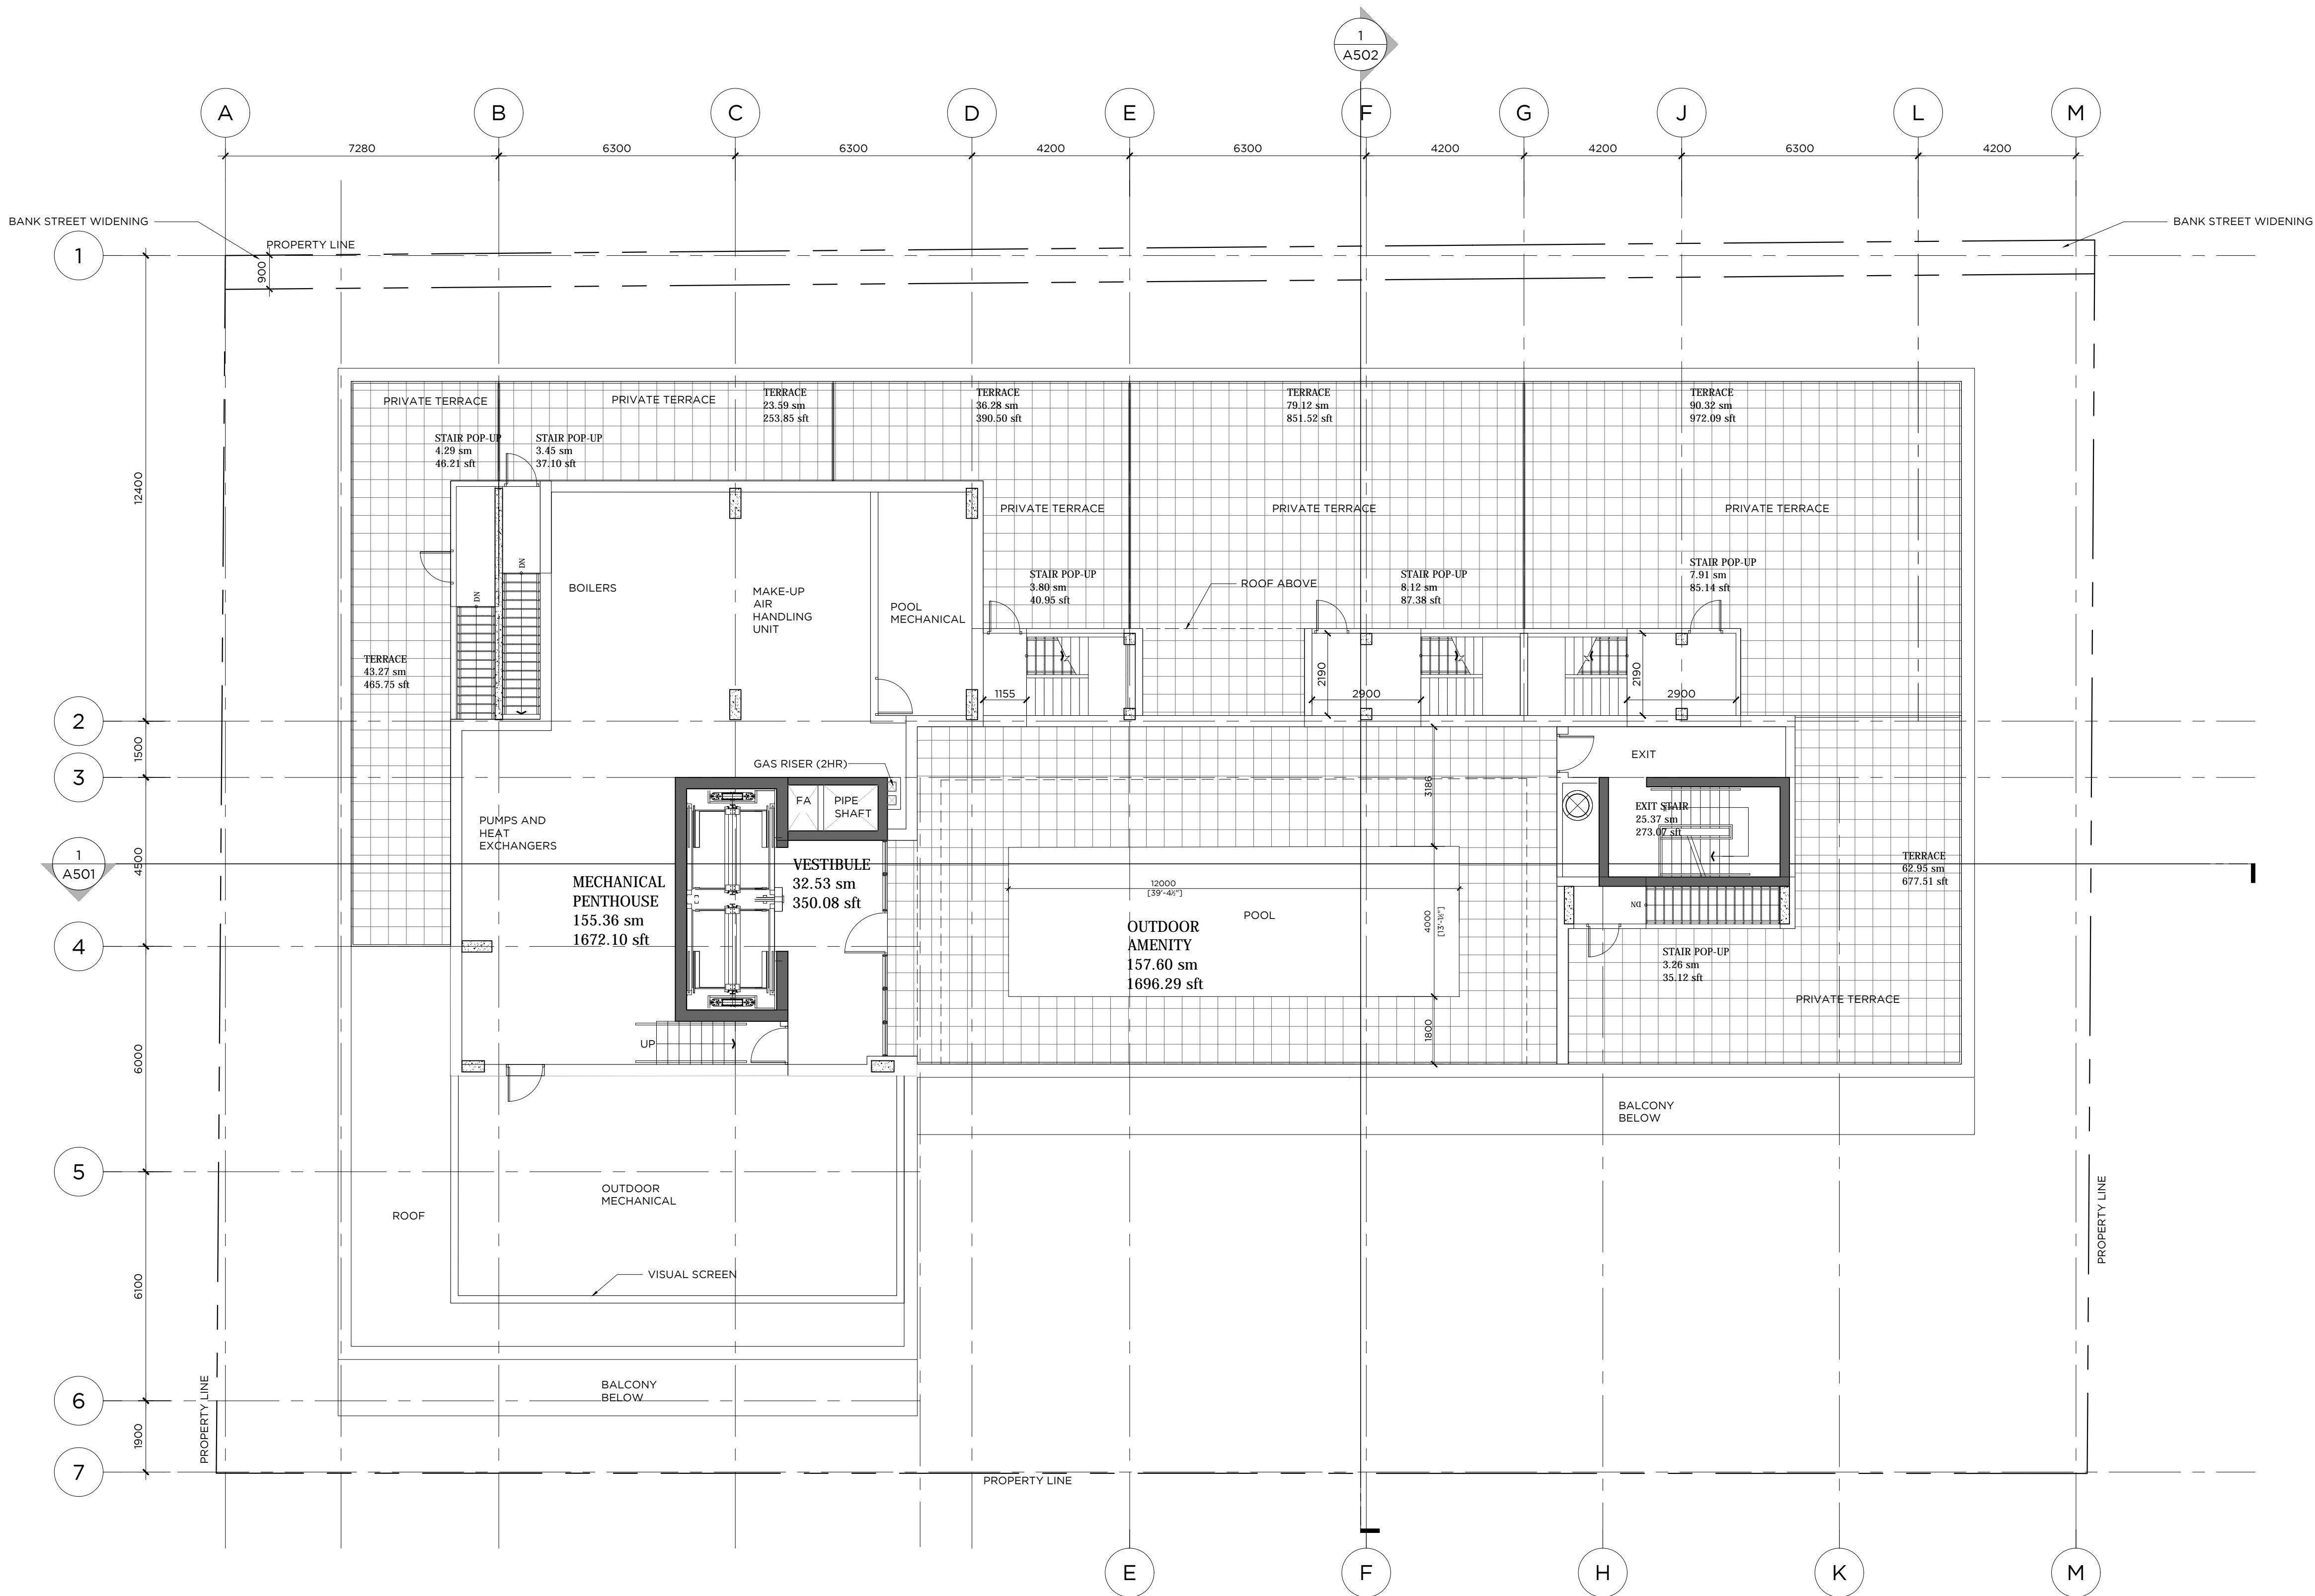 1
A502
A
B
C
D
E
F
G
J
L
M
7280
6300
6300
4200
6300
4200
4200
6300
4200
BANK STREET WIDENING
BANK STREET WIDENING
PROPERTY LINE
1
900
PRIVATE TERRACE
PRIVATE TERRACE
TERRACE
23.59 sm
253.85 sft
TERRACE
36.28 sm
390.50 sft
TERRACE
79.12 sm
851.52 sft
TERRACE
90.32 sm
972.09 sft
STAIR POP-UP
4.29 sm
46.21 sft
STAIR POP-UP
3.45 sm
37.10 sft
12400
PRIVATE TERRACE
PRIVATE TERRACE
PRIVATE TERRACE
DN
DN
BOILERS
MAKE-UP
AIR
HANDLING
UNIT
POOL
MECHANICAL
STAIR POP-UP
3.80 sm
40.95 sft
ROOF ABOVE
STAIR POP-UP
8.12 sm
87.38 sft
STAIR POP-UP
7.91 sm
85.14 sft
TERRACE
43.27 sm
465.75 sft
1155
2190
2900
2190
2900
2
1500
3
GAS RISER (2HR)
EXIT
3186
FA
PIPE
SHAFT
EXIT STAIR
25.37 sm
273.07 sft
PUMPS AND
HEAT
EXCHANGERS
1
A501
4500
VESTIBULE
32.53 sm
350.08 sft
MECHANICAL
PENTHOUSE
155.36 sm
1672.10 sft
12000
[39'-4½"]
POOL
4000
[13'-1½"]
TERRACE
62.95 sm
677.51 sft
DN
OUTDOOR
AMENITY
157.60 sm
1696.29 sft
4
STAIR POP-UP
3.26 sm
35.12 sft
PRIVATE TERRACE
1800
UP
6000
BALCONY
BELOW
5
OUTDOOR
MECHANICAL
ROOF
PROPERTY LINE
VISUAL SCREEN
6100
BALCONY
BELOW
6
PROPERTY LINE
1900
7
PROPERTY LINE
E
F
H
K
M